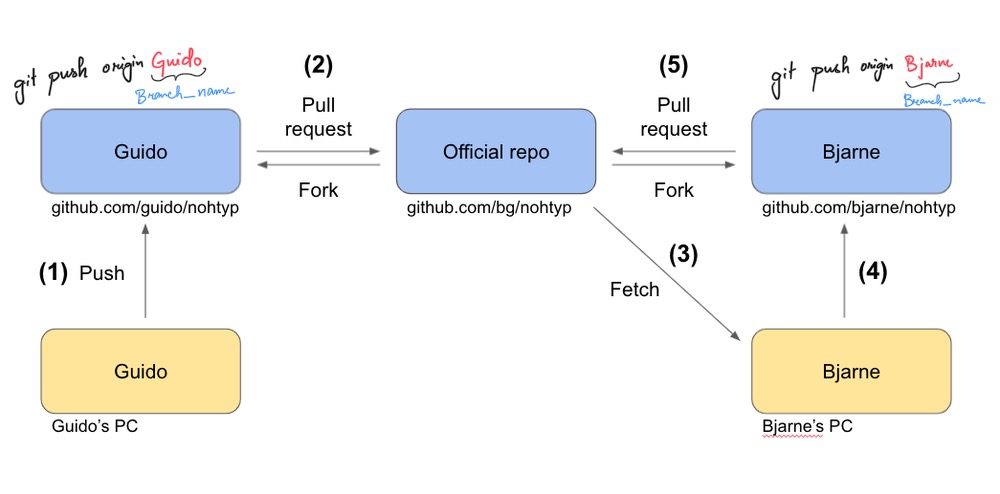 git push origin Guido
Branch_name
(2)
Pull
request
Fork
(5)
Pull
request
Fork
git push origin Bjarne
Branch_name
Guido
github.com/guido/nohtyp
Official repo
github.com/bg/nohtyp
Bjarne
github.com/bjarne/nohtyp
(1) Push
(3)
Fetch
(4)
Guido
Guido's PC
Bjarne
Bjarne's PC